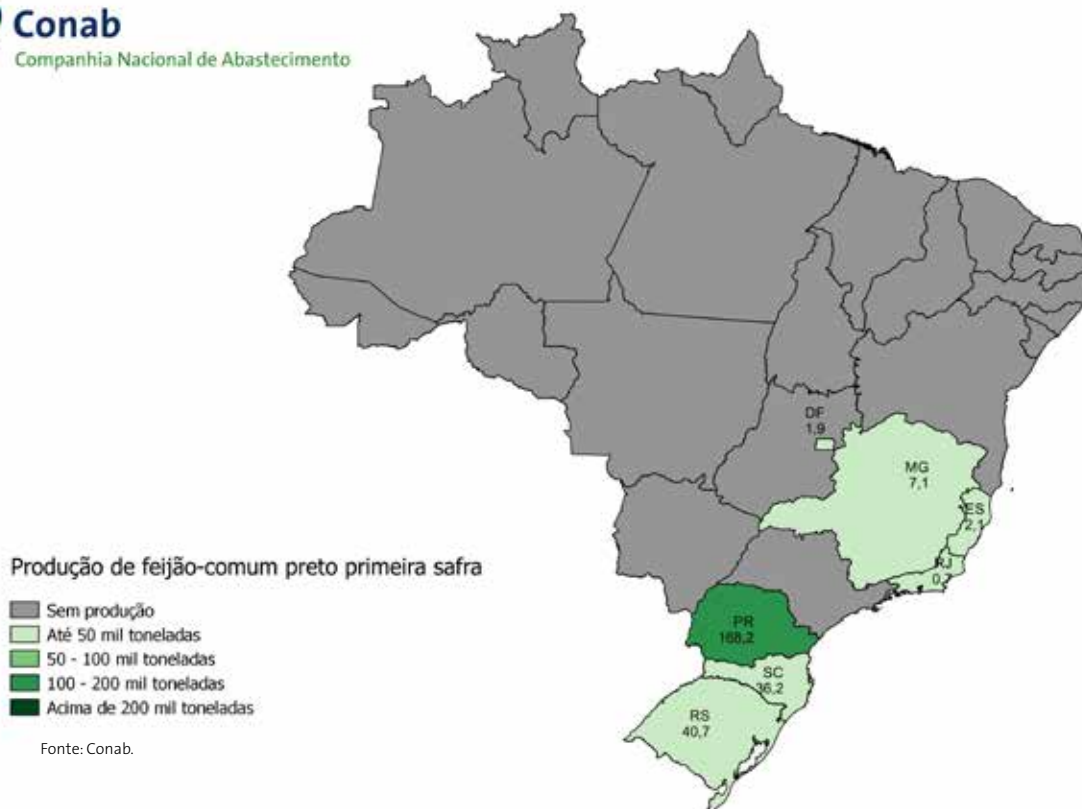 Conab
Companhia Nacional de Abastecimento
DF
1,9
MG
7,1
ES
2,1
RJ
PR
168,2
SC
36,2
RS
40,7
Produção de feijão-comum preto primeira safra
Sem produção
Até 50 mil toneladas
50 - 100 mil toneladas
100 - 200 mil toneladas
Acima de 200 mil toneladas
Fonte: Conab.